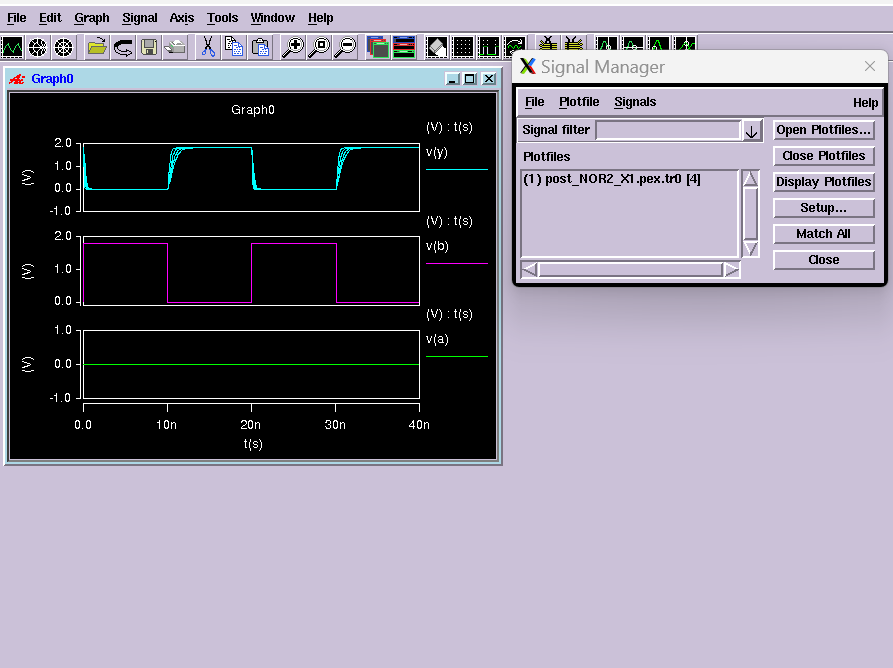 File Edit Graph Signal Axis Tools Window Help
Graph0
Graph0
(V) : t(s)
v(y)
2.0
1.0
0.0
-1.0
(V)
(V) : t(s)
v(b)
2.0
1.0
0.0
(V)
(V) : t(s)
v(a)
1.0
0.0
-1.0
(V)
0.0 10n 20n 30n 40n
t(s)
Signal Manager
File Plotfile Signals Help
Signal filter
Open Plotfiles...
Plotfiles
Close Plotfiles
(1) post_NOR2_X1.pex.tr0 [4]
Display Plotfiles
Setup...
Match All
Close